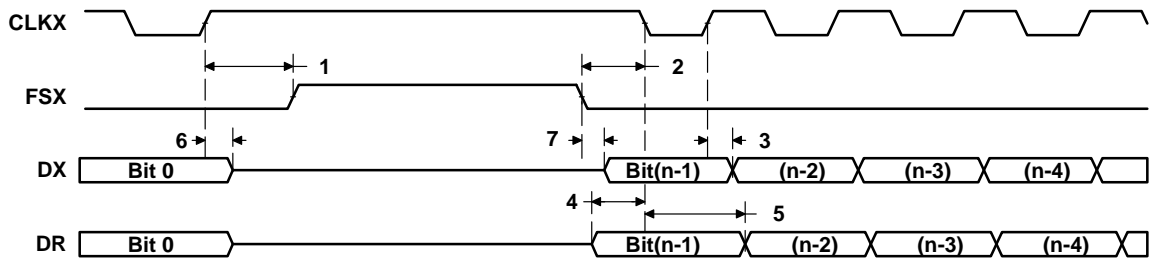 CLKX
1 2
FSX
6 7 3
DX Bit 0 Bit(n-1) (n-2) (n-3) (n-4)
4 5
DR Bit 0 Bit(n-1) (n-2) (n-3) (n-4)